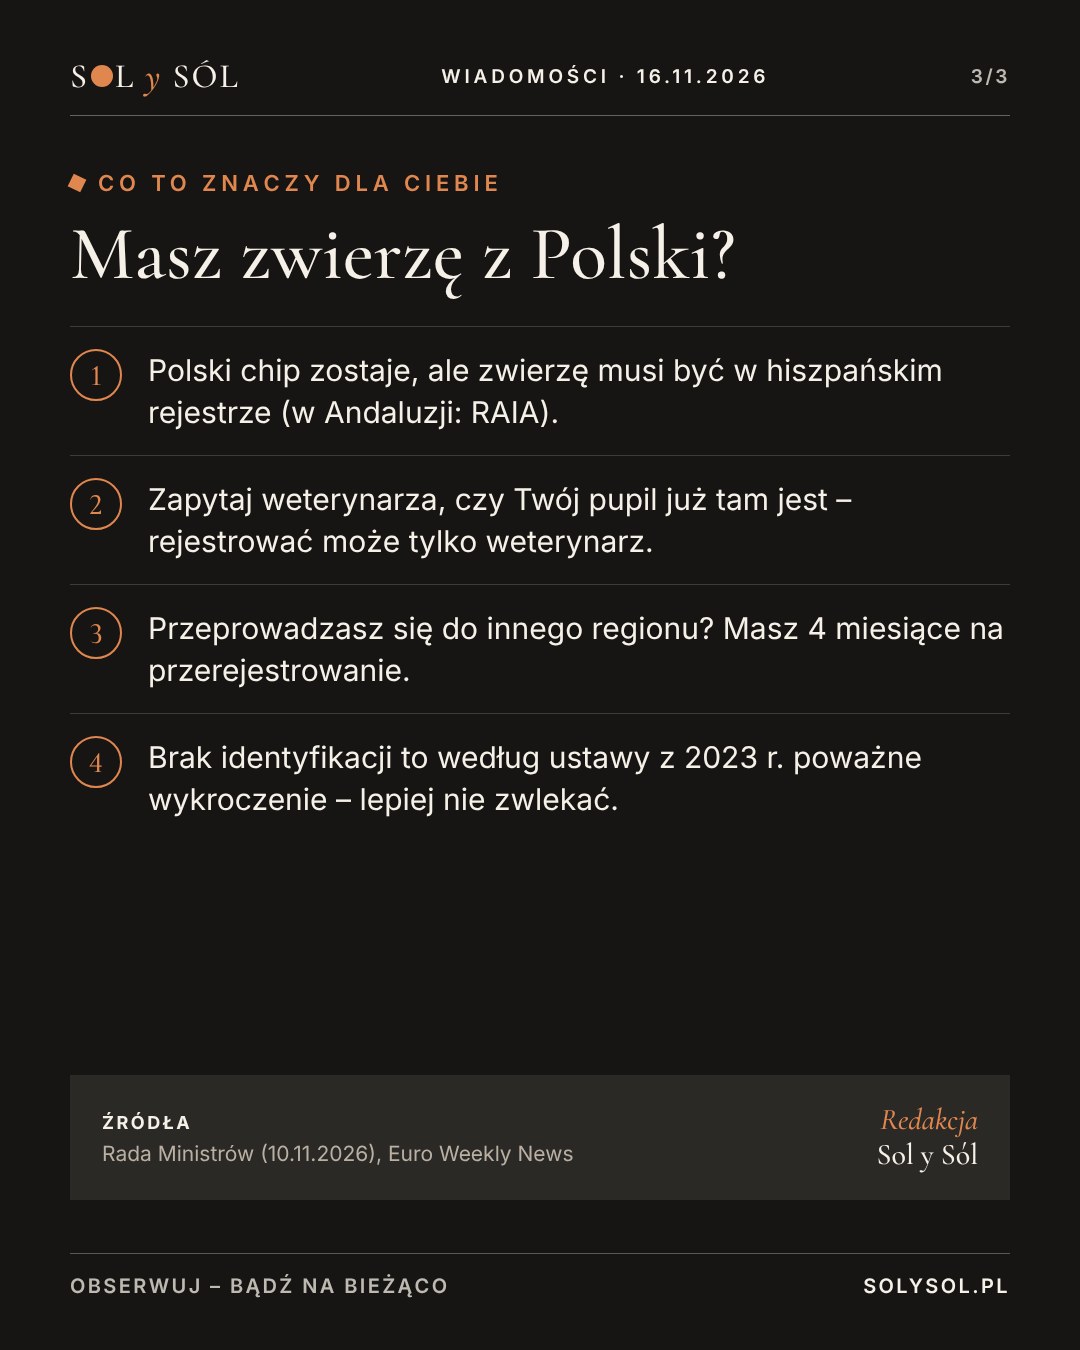 SOL y SÓL
WIADOMOŚCI · 16.11.2026
3/3
CO TO ZNACZY DLA CIEBIE
Masz zwierzę z Polski?
1
Polski chip zostaje, ale zwierzę musi być w hiszpańskim
rejestrze (w Andaluzji: RAIA).
2
Zapytaj weterynarza, czy Twój pupil już tam jest –
rejestrować może tylko weterynarz.
3
Przeprowadzasz się do innego regionu? Masz 4 miesiące na
przerejestrowanie.
4
Brak identyfikacji to według ustawy z 2023 r. poważne
wykroczenie – lepiej nie zwlekać.
ŹRÓDŁA
Rada Ministrów (10.11.2026), Euro Weekly News
Redakcja
Sol y Sól
OBSERWUJ – BĄDŹ NA BIEŻĄCO
SOLYSOL.PL